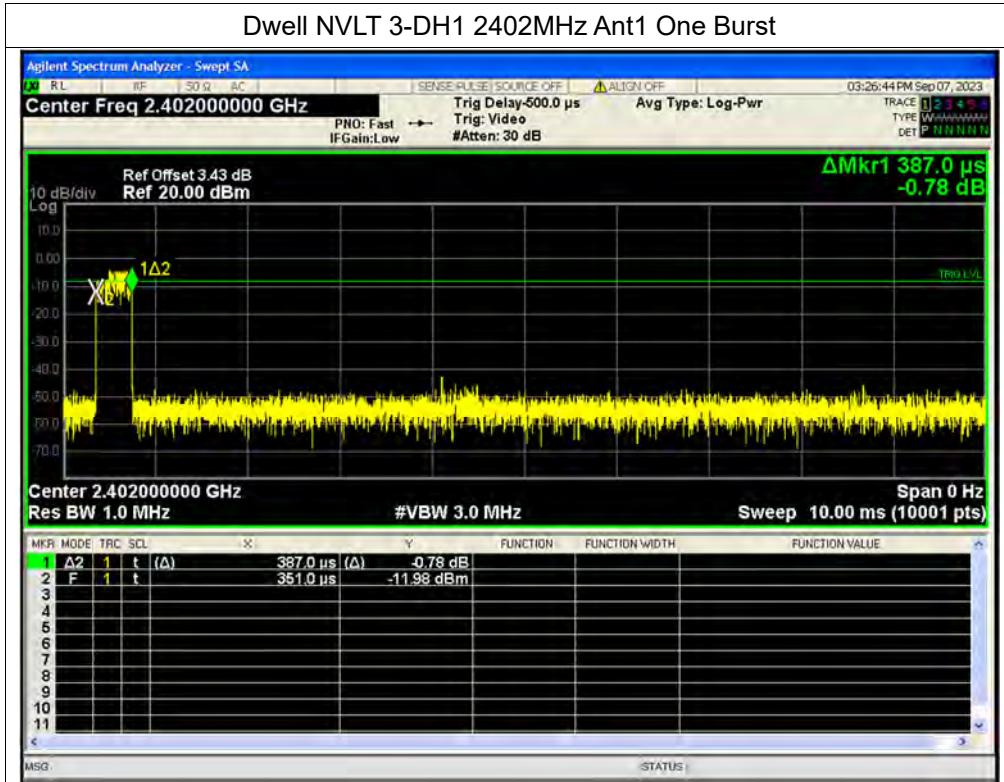 Dwell NVLT 3-DH1 2402MHz Ant1 One Burst
Agilent Spectrum Analyzer - Swept SA
LXI RL RF 50 Ω AC SENSE:PULSE SOURCE OFF ALIGN OFF 03:26:44 PM Sep 07, 2023
Center Freq 2.402000000 GHz Trig Delay-500.0 µs Avg Type: Log-Pwr TRACE 1 2 3 4 5 6
PNO: Fast Trig: Video TYPE W
IFGain:Low #Atten: 30 dB DET P N N N N N
ΔMkr1 387.0 µs
-0.78 dB
Ref Offset 3.43 dB
10 dB/div Ref 20.00 dBm
Log
10.0
0.00
1Δ2
TRIG LVL
-10.0
2
-20.0
-30.0
-40.0
-50.0
-60.0
-70.0
Center 2.402000000 GHz Span 0 Hz
Res BW 1.0 MHz #VBW 3.0 MHz Sweep 10.00 ms (10001 pts)
MKR MODE TRC SCL X Y FUNCTION FUNCTION WIDTH FUNCTION VALUE
1 Δ2 1 t (Δ) 387.0 µs (Δ) -0.78 dB
2 F 1 t 351.0 µs -11.98 dBm
3
4
5
6
7
8
9
10
11
MSG STATUS